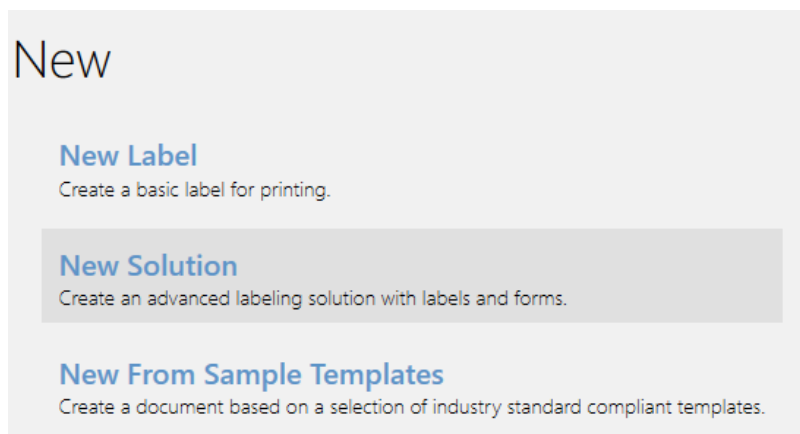 New
New Label
Create a basic label for printing.
New Solution
Create an advanced labeling solution with labels and forms.
New From Sample Templates
Create a document based on a selection of industry standard compliant templates.